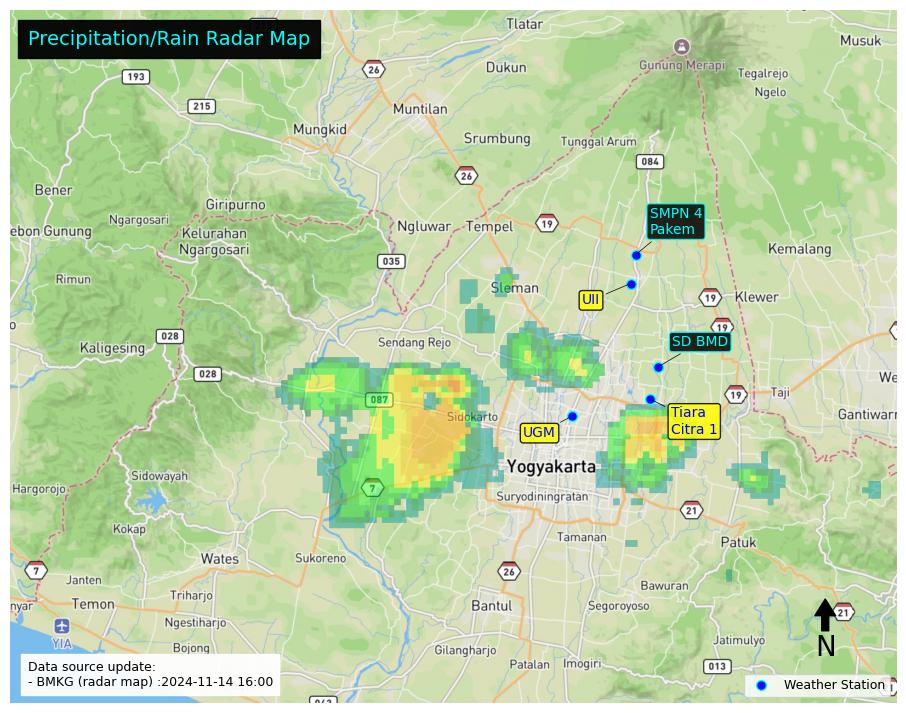 Precipitation/Rain Radar Map
Tlatar
Musuk
26
193
Dukun
Gunung Merapi
Tegalrejo
Ngelo
215
Muntilan
Mungkid
Srumbung
Tunggal Arum
084
26
Bener
Giripurno
Ngargosari
SMPN 4
Pakem
ebon Gunung
Kelurahan
Ngargosari
Ngluwar
Tempel
19
Kemalang
035
Rimun
Sleman
UII
19
Klewer
19
028
Kaligesing
Sendang Rejo
SD BMD
028
Taji
We
087
19
Sidokarto
Tiara
Citra 1
Gantiwarn
UGM
Yogyakarta
Sidowayah
Hargorojo
7
Suryodiningratan
21
Kokap
Tamanan
Patuk
Wates
Sukoreno
7
26
Janten
Bawuran
Triharjo
nyar
Temon
Bantul
Segoroyoso
21
Ngestiharjo
YIA
N
Jatimulyo
Bojong
Gilangharjo
Patalan
Imogiri
013
Data source update:
- BMKG (radar map) :2024-11-14 16:00
Weather Station